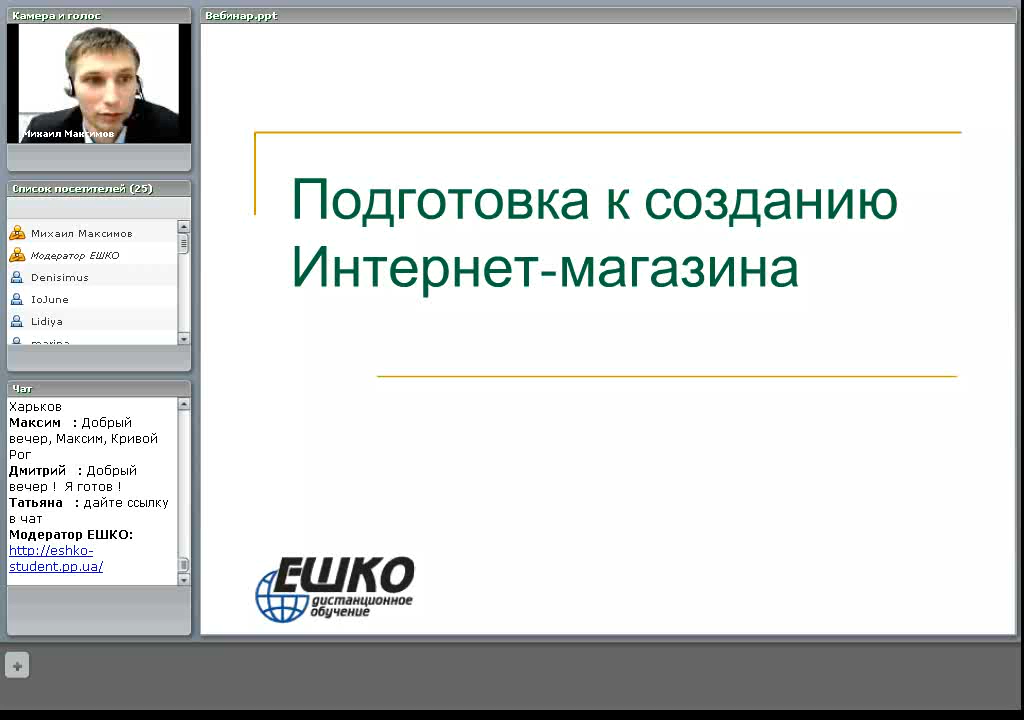 Камера и голос
Михаил Максимов
Список посетителей (25)
Михаил Максимов
Модератор ЕШКО
Denisimus
IoJune
Lidiya
marina
Чат
Харьков
Максим : Добрый
вечер, Максим, Кривой
Рог
Дмитрий : Добрый
вечер ! Я готов !
Татьяна : дайте ссылку
в чат
Модератор ЕШКО:
http://eshko-
student.pp.ua/
Вебинар.ppt
Подготовка к созданию
Интернет-магазина
ЕШКО
дистанционное
обучение